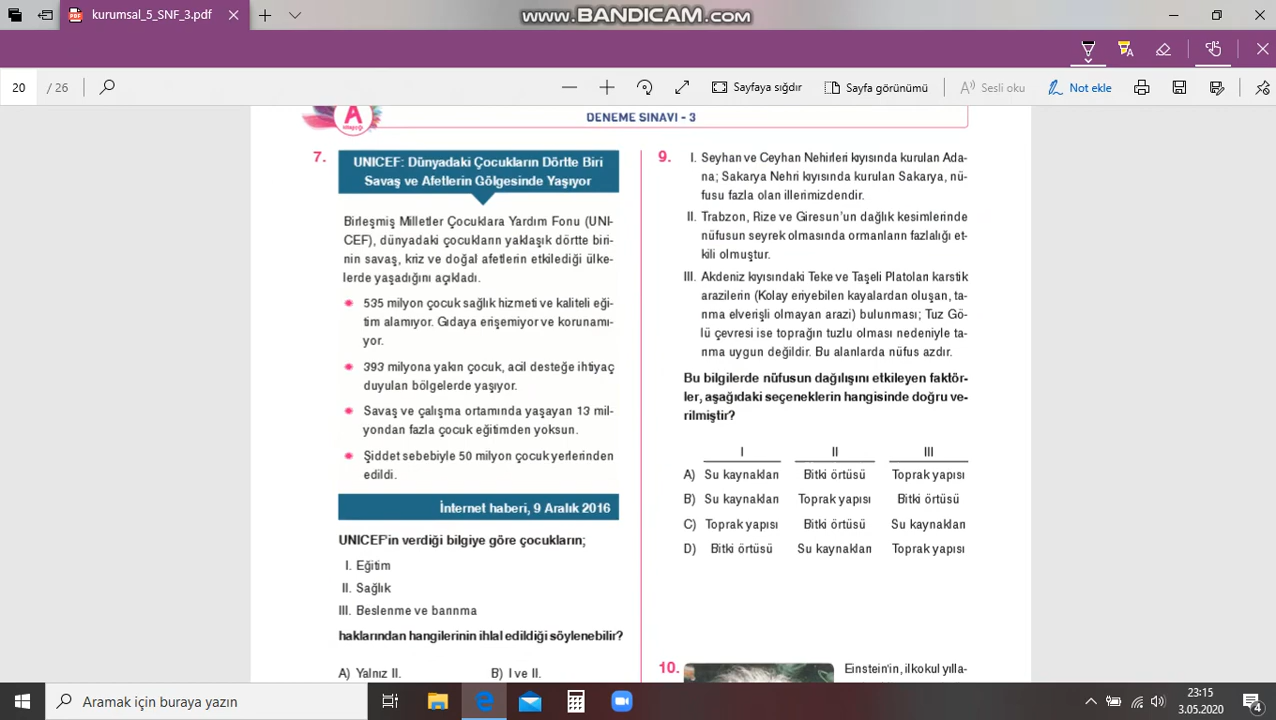 kurumsal_5_SNF_3.pdf
www.BANDICAM.com
20 / 26
Sayfaya sığdır
Sayfa görünümü
Sesli oku
Not ekle
A
kitapçığı
DENEME SINAVI - 3
7.
UNICEF: Dünyadaki Çocukların Dörtte Biri
Savaş ve Afetlerin Gölgesinde Yaşıyor
Birleşmiş Milletler Çocuklara Yardım Fonu (UNI-
CEF), dünyadaki çocukların yaklaşık dörtte biri-
nin savaş, kriz ve doğal afetlerin etkilediği ülke-
lerde yaşadığını açıkladı.
535 milyon çocuk sağlık hizmeti ve kaliteli eği-
tim alamıyor. Gıdaya erişemiyor ve korunamı-
yor.
393 milyona yakın çocuk, acil desteğe ihtiyaç
duyulan bölgelerde yaşıyor.
Savaş ve çalışma ortamında yaşayan 13 mil-
yondan fazla çocuk eğitimden yoksun.
Şiddet sebebiyle 50 milyon çocuk yerlerinden
edildi.
İnternet haberi, 9 Aralık 2016
UNICEF'in verdiği bilgiye göre çocukların;
I. Eğitim
II. Sağlık
III. Beslenme ve barınma
haklarından hangilerinin ihlal edildiği söylenebilir?
A) Yalnız II.
B) I ve II.
9.
I. Seyhan ve Ceyhan Nehirleri kıyısında kurulan Ada-
na; Sakarya Nehri kıyısında kurulan Sakarya, nü-
fusu fazla olan illerimizdendir.
II. Trabzon, Rize ve Giresun'un dağlık kesimlerinde
nüfusun seyrek olmasında ormanların fazlalığı et-
kili olmuştur.
III. Akdeniz kıyısındaki Teke ve Taşeli Platoları karstik
arazilerin (Kolay eriyebilen kayalardan oluşan, ta-
rıma elverişli olmayan arazi) bulunması; Tuz Gö-
lü çevresi ise toprağın tuzlu olması nedeniyle ta-
rıma uygun değildir. Bu alanlarda nüfus azdır.
Bu bilgilerde nüfusun dağılışını etkileyen faktör-
ler, aşağıdaki seçeneklerin hangisinde doğru ve-
rilmiştir?
I II III
A) Su kaynakları Bitki örtüsü Toprak yapısı
B) Su kaynakları Toprak yapısı Bitki örtüsü
C) Toprak yapısı Bitki örtüsü Su kaynakları
D) Bitki örtüsü Su kaynakları Toprak yapısı
10.
Einstein'in, ilkokul yılla-
Aramak için buraya yazın
23:15
3.05.2020
4